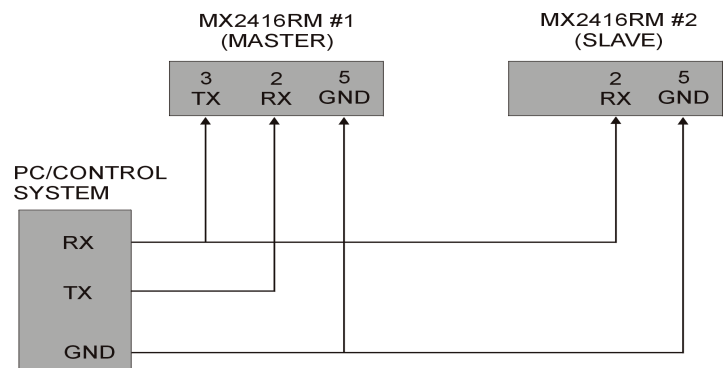 MX2416RM #1
(MASTER)
MX2416RM #2
(SLAVE)
3 2 5
TX RX GND
2 5
RX GND
PC/CONTROL
SYSTEM
RX
TX
GND